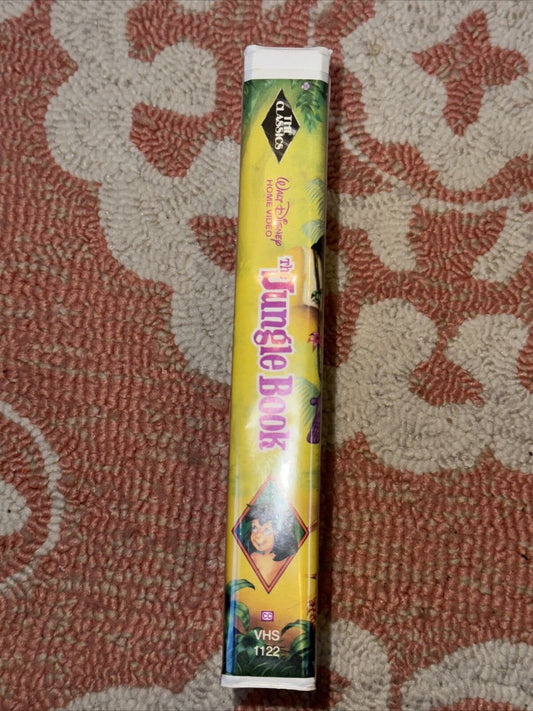 THE
CLASSICS
WALT DISNEY
HOME VIDEO
The
Jungle Book
VHS
1122